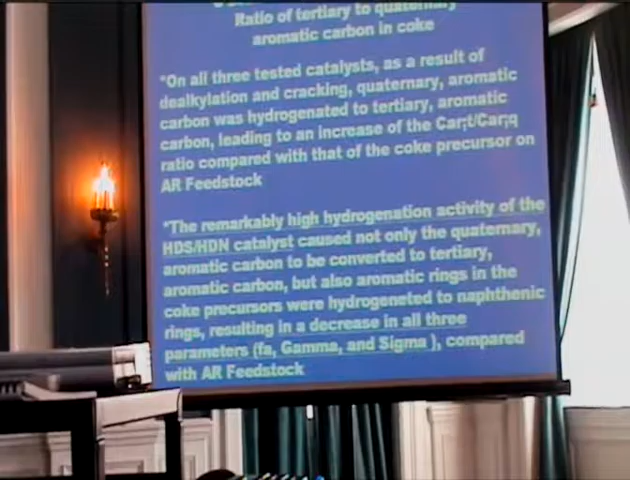 Ratio of tertiary to quaternary
aromatic carbon in coke
*On all three tested catalysts, as a result of
dealkylation and cracking, quaternary, aromatic
carbon was hydrogenated to tertiary, aromatic
carbon, leading to an increase of the Car;t/Car;q
ratio compared with that of the coke precursor on
AR Feedstock
*The remarkably high hydrogenation activity of the
HDS/HDN catalyst caused not only the quaternary,
aromatic carbon to be converted to tertiary,
aromatic carbon, but also aromatic rings in the
coke precursors were hydrogeneted to naphthenic
rings, resulting in a decrease in all three
parameters (fa, Gamma, and Sigma ), compared
with AR Feedstock